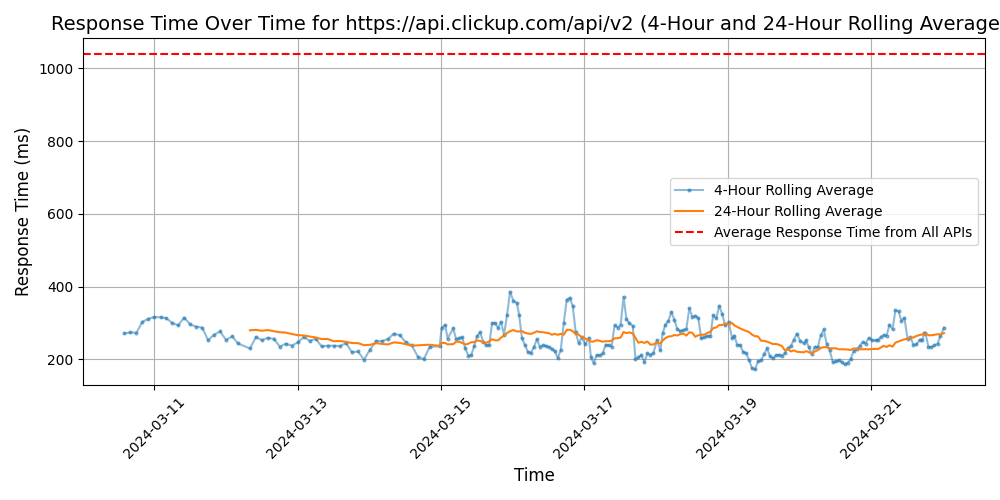 Response Time Over Time for https://api.clickup.com/api/v2 (4-Hour and 24-Hour Rolling Average
Response Time (ms)
1000
800
600
400
200
4-Hour Rolling Average
24-Hour Rolling Average
Average Response Time from All APIs
2024-03-11
2024-03-13
2024-03-15
2024-03-17
2024-03-19
2024-03-21
Time